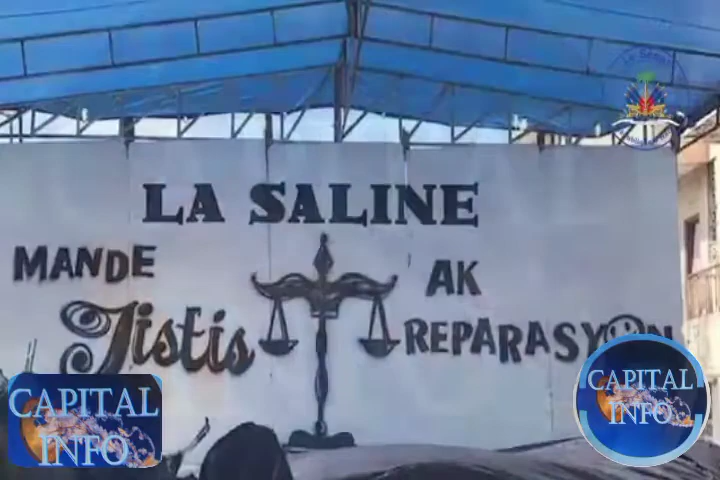 LA SALINE
MANDE
AK
Jistis
REPARASYON
CAPITAL
INFO
CAPITAL
INFO